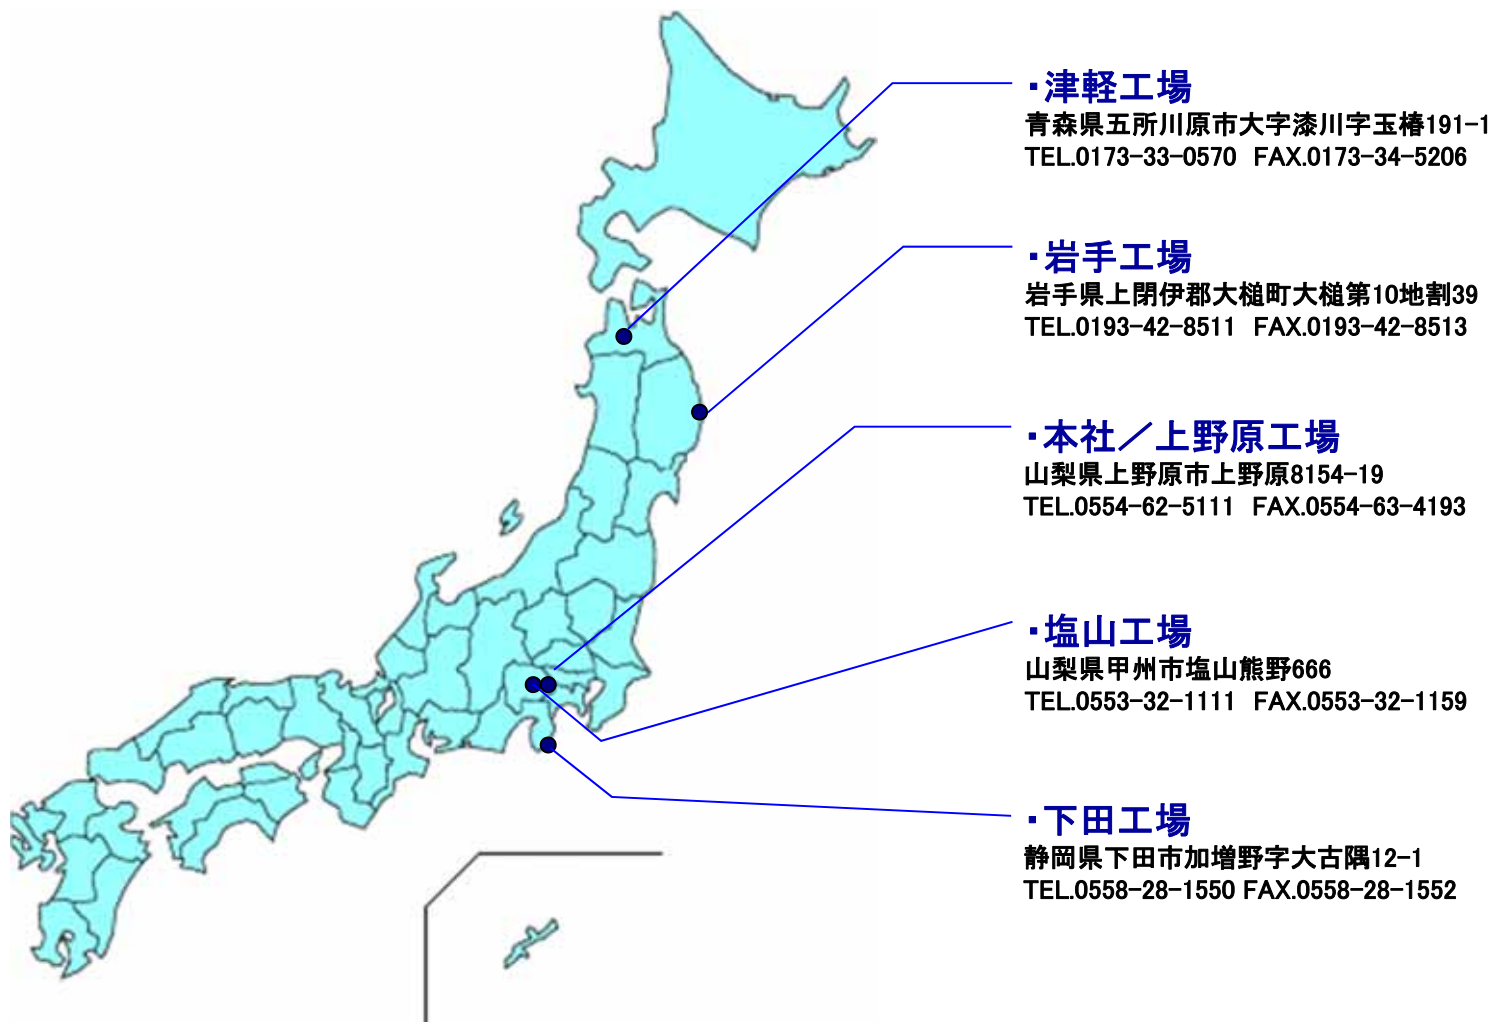 ・津軽工場
青森県五所川原市大字漆川字玉椿191-1
TEL.0173-33-0570 FAX.0173-34-5206
・岩手工場
岩手県上閉伊郡大槌町大槌第10地割39
TEL.0193-42-8511 FAX.0193-42-8513
・本社／上野原工場
山梨県上野原市上野原8154-19
TEL.0554-62-5111 FAX.0554-63-4193
・塩山工場
山梨県甲州市塩山熊野666
TEL.0553-32-1111 FAX.0553-32-1159
・下田工場
静岡県下田市加増野字大古隅12-1
TEL.0558-28-1550 FAX.0558-28-1552